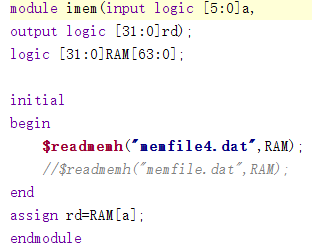 module imem(input logic [5:0]a,
output logic [31:0]rd);
logic [31:0]RAM[63:0];
initial
begin
$readmemh("memfile4.dat",RAM);
//$readmemh("memfile.dat",RAM);
end
assign rd=RAM[a];
endmodule